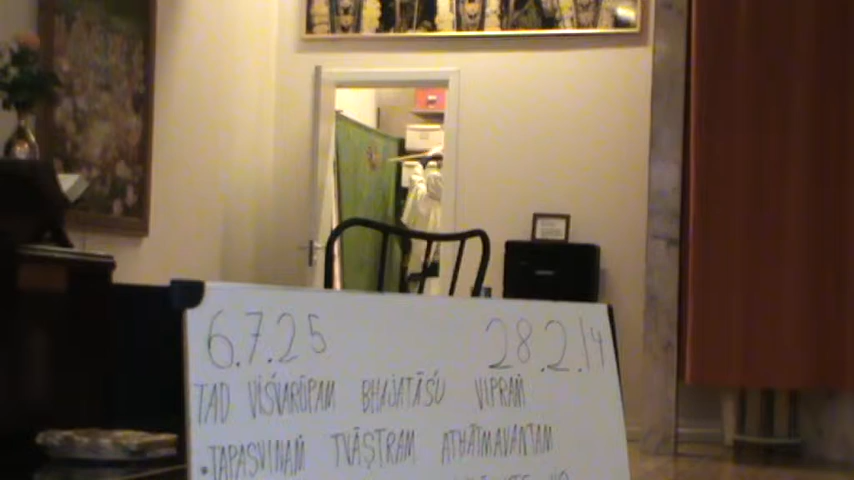 6.7.25 28.2.14
TAD VIŚVARŪPAṀ BHAJATĀŚU VIPRAṀ
TAPASVINAṀ TVĀṢṬRAM ATHĀTMAVANTAM